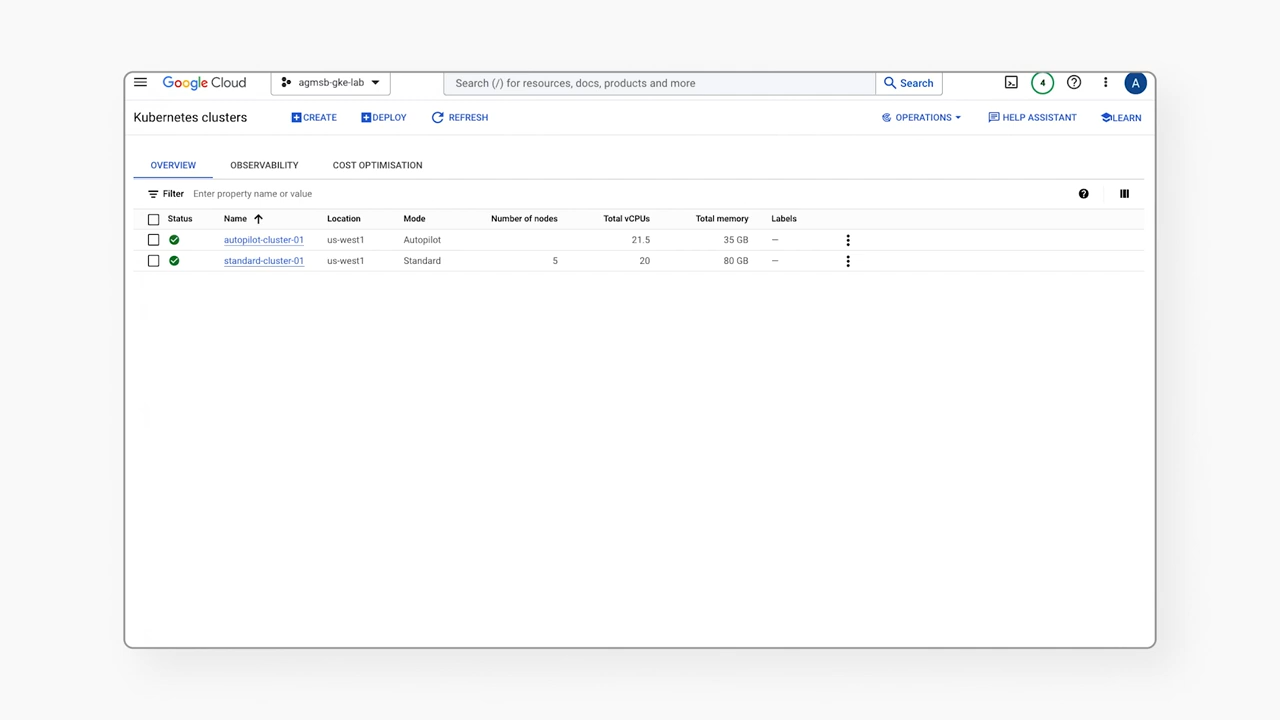 Google Cloud agmsb-gke-lab Search (/) for resources, docs, products and more Search 4 A
Kubernetes clusters CREATE DEPLOY REFRESH OPERATIONS HELP ASSISTANT LEARN
OVERVIEW OBSERVABILITY COST OPTIMISATION
Filter Enter property name or value
Status Name Location Mode Number of nodes Total vCPUs Total memory Labels
autopilot-cluster-01 us-west1 Autopilot 21.5 35 GB —
standard-cluster-01 us-west1 Standard 5 20 80 GB —